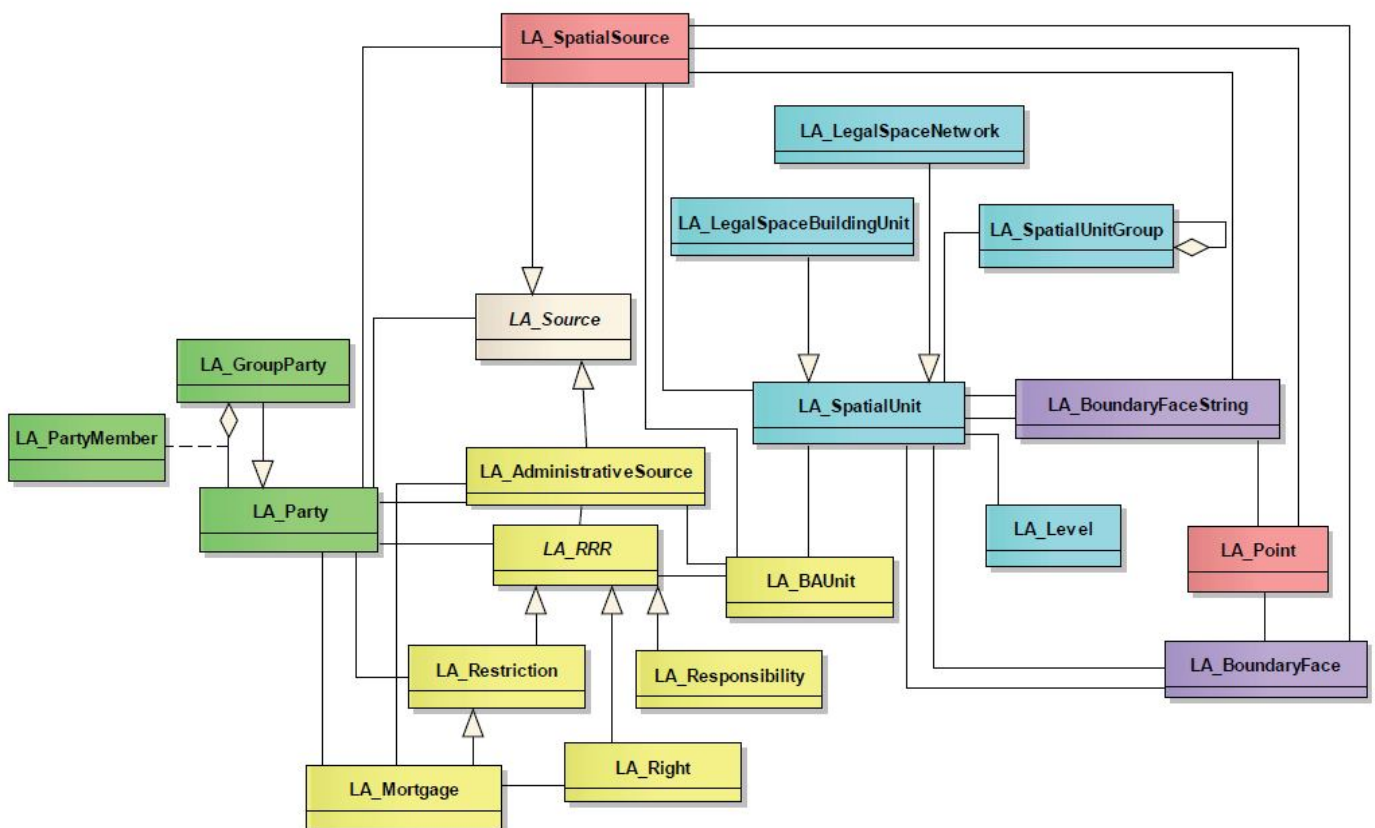 LA_SpatialSource
LA_LegalSpaceNetwork
LA_LegalSpaceBuildingUnit
LA_SpatialUnitGroup
LA_Source
LA_GroupParty
LA_SpatialUnit
LA_BoundaryFaceString
LA_PartyMember
LA_AdministrativeSource
LA_Party
LA_Level
LA_RRR
LA_Point
LA_BAUnit
LA_Restriction
LA_Responsibility
LA_BoundaryFace
LA_Right
LA_Mortgage